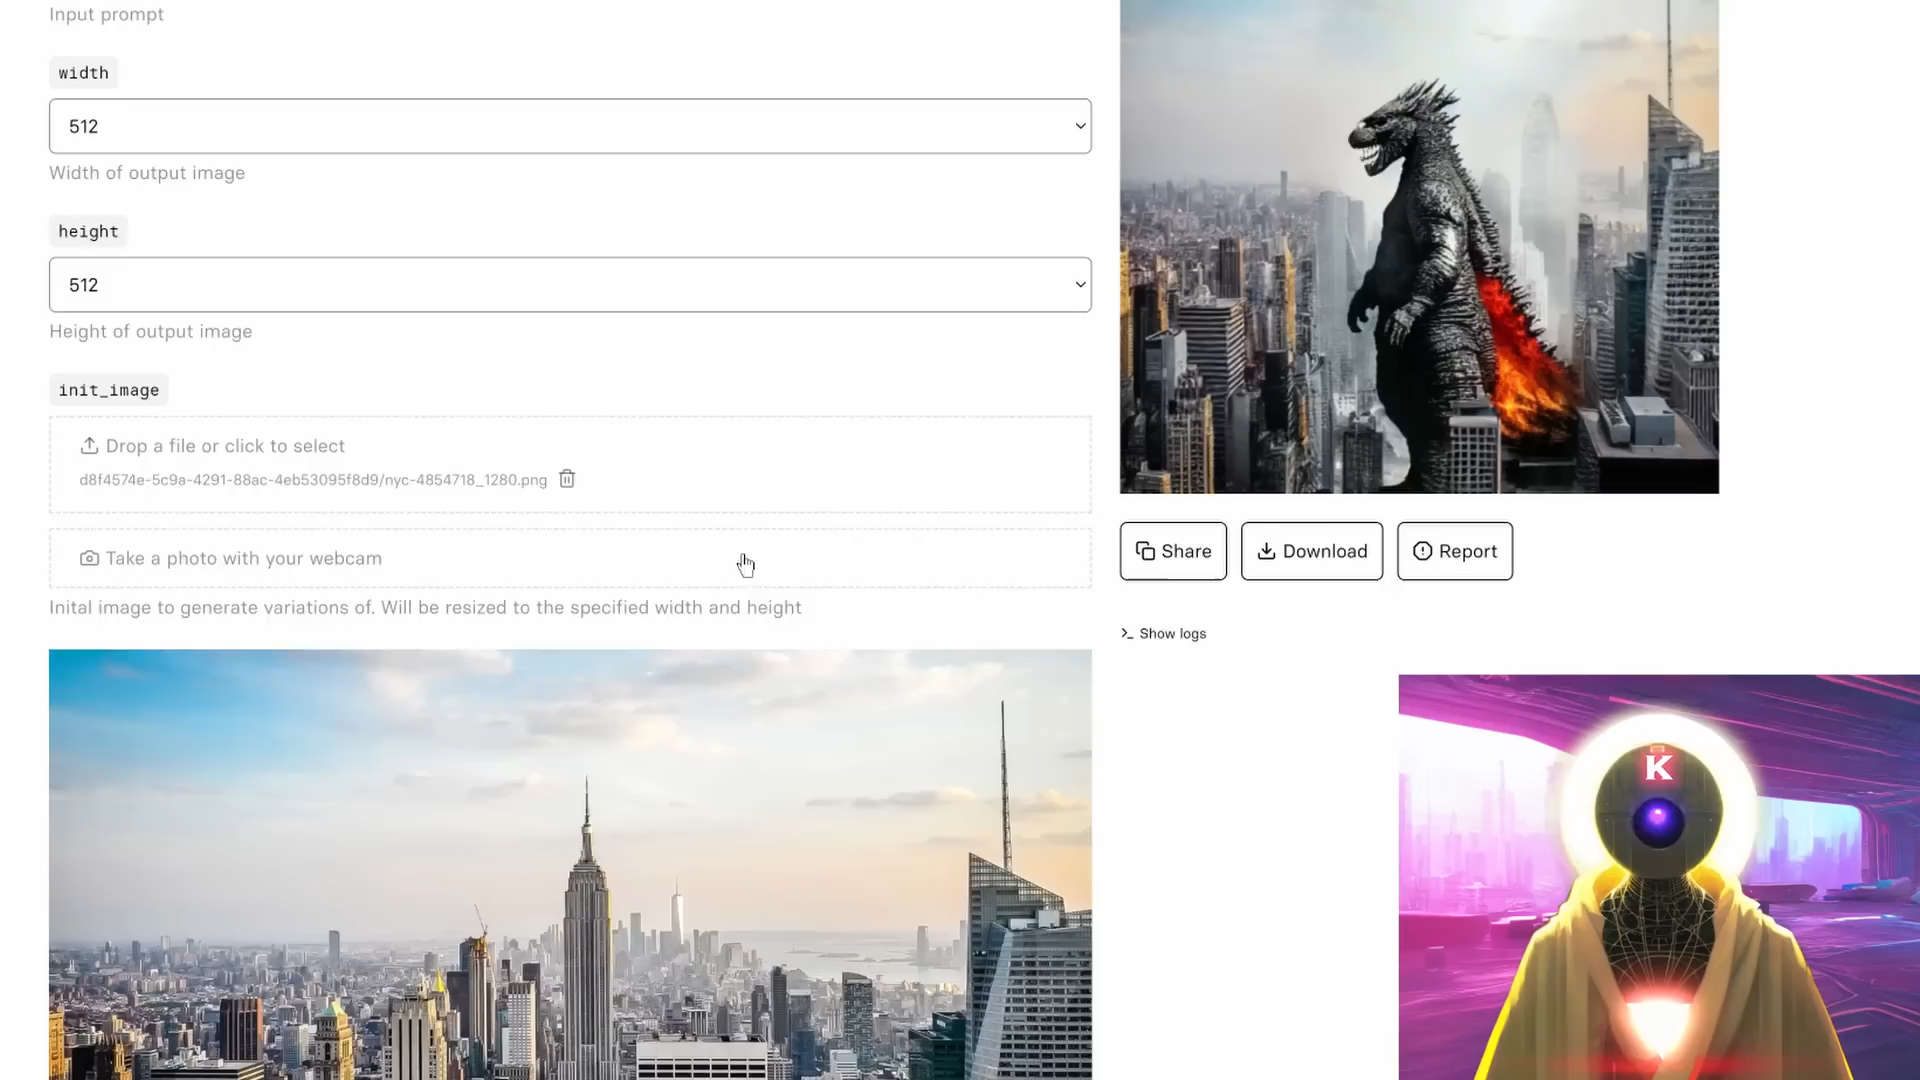 Input prompt
width
512
Width of output image
height
512
Height of output image
init_image
Drop a file or click to select
d8f4574e-5c9a-4291-88ac-4eb53095f8d9/nyc-4854718_1280.png
Take a photo with your webcam
Inital image to generate variations of. Will be resized to the specified width and height
Share
Download
Report
Show logs
K